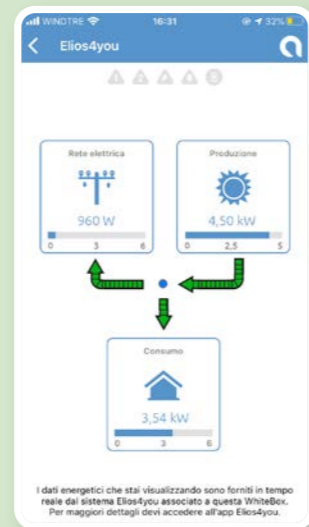 WINDTRE 16:31 32%
Elios4you
Rete elettrica
960 W
0 3 6
Produzione
4,50 kW
0 2,5 5
Consumo
3,54 kW
0 3 6
I dati energetici che stai visualizzando sono forniti in tempo
reale dal sistema Elios4you associato a questa WhiteBox.
Per maggiori dettagli devi accedere all'app Elios4you.